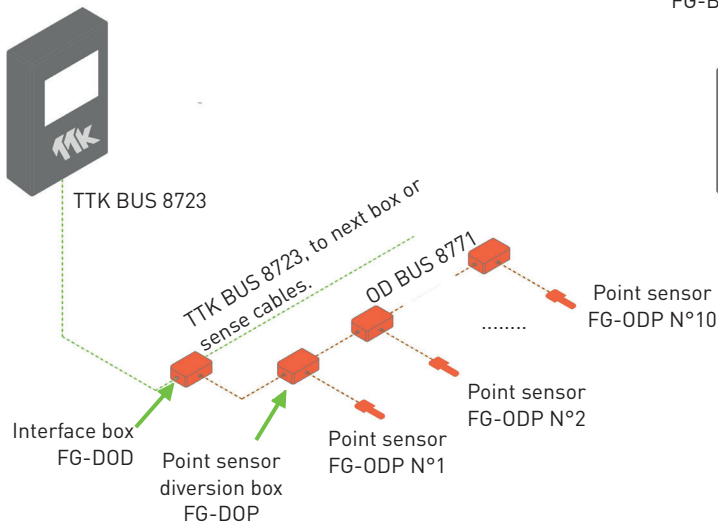 FG-B
TTK
TTK BUS 8723
TTK BUS 8723, to next box or
sense cables.
OD BUS 8771
Point sensor
FG-ODP N°10
........
Point sensor
FG-ODP N°2
Interface box
FG-DOD
Point sensor
diversion box
FG-DOP
Point sensor
FG-ODP N°1